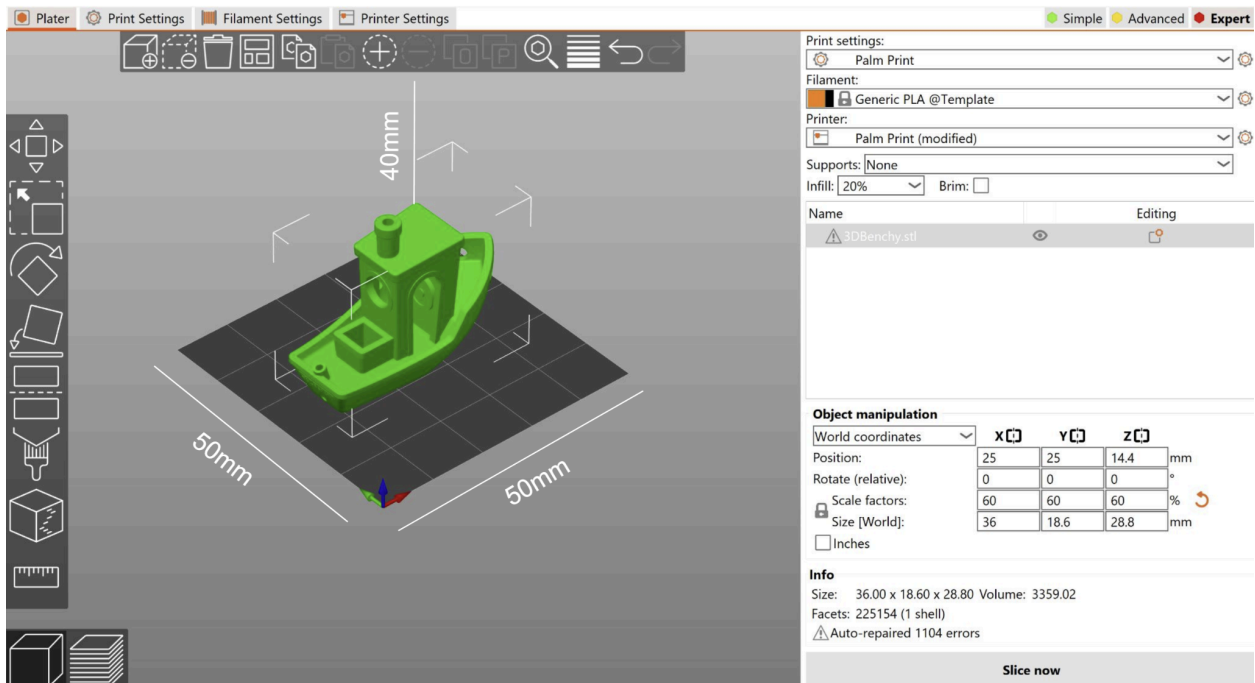 Plater Print Settings Filament Settings Printer Settings Simple Advanced Expert
40mm
50mm
50mm
Print settings:
Palm Print
Filament:
Generic PLA @Template
Printer:
Palm Print (modified)
Supports: None
Infill: 20% Brim:
Name Editing
3DBenchy.stl
Object manipulation
World coordinates X Y Z
Position: 25 25 14.4 mm
Rotate (relative): 0 0 0 °
Scale factors: 60 60 60 %
Size [World]: 36 18.6 28.8 mm
Inches
Info
Size: 36.00 x 18.60 x 28.80 Volume: 3359.02
Facets: 225154 (1 shell)
Auto-repaired 1104 errors
Slice now